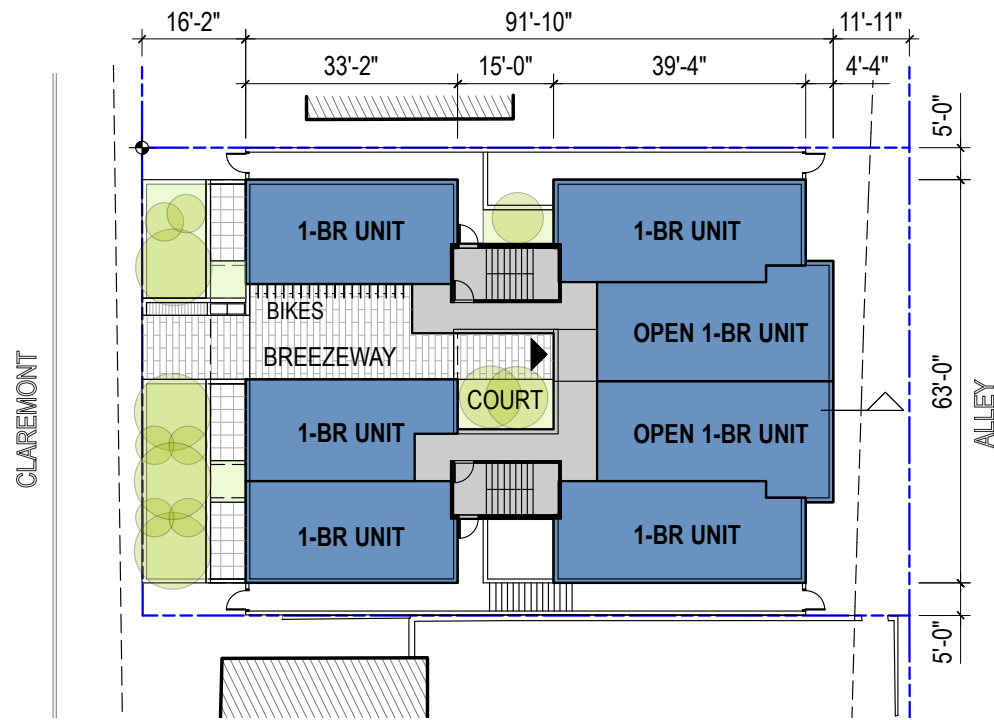 16'-2"
91'-10"
11'-11"
33'-2"
15'-0"
39'-4"
4'-4"
5'-0"
1-BR UNIT
1-BR UNIT
BIKES
OPEN 1-BR UNIT
BREEZEWAY
CLAREMONT
COURT
63'-0"
ALLEY
1-BR UNIT
OPEN 1-BR UNIT
1-BR UNIT
1-BR UNIT
5'-0"